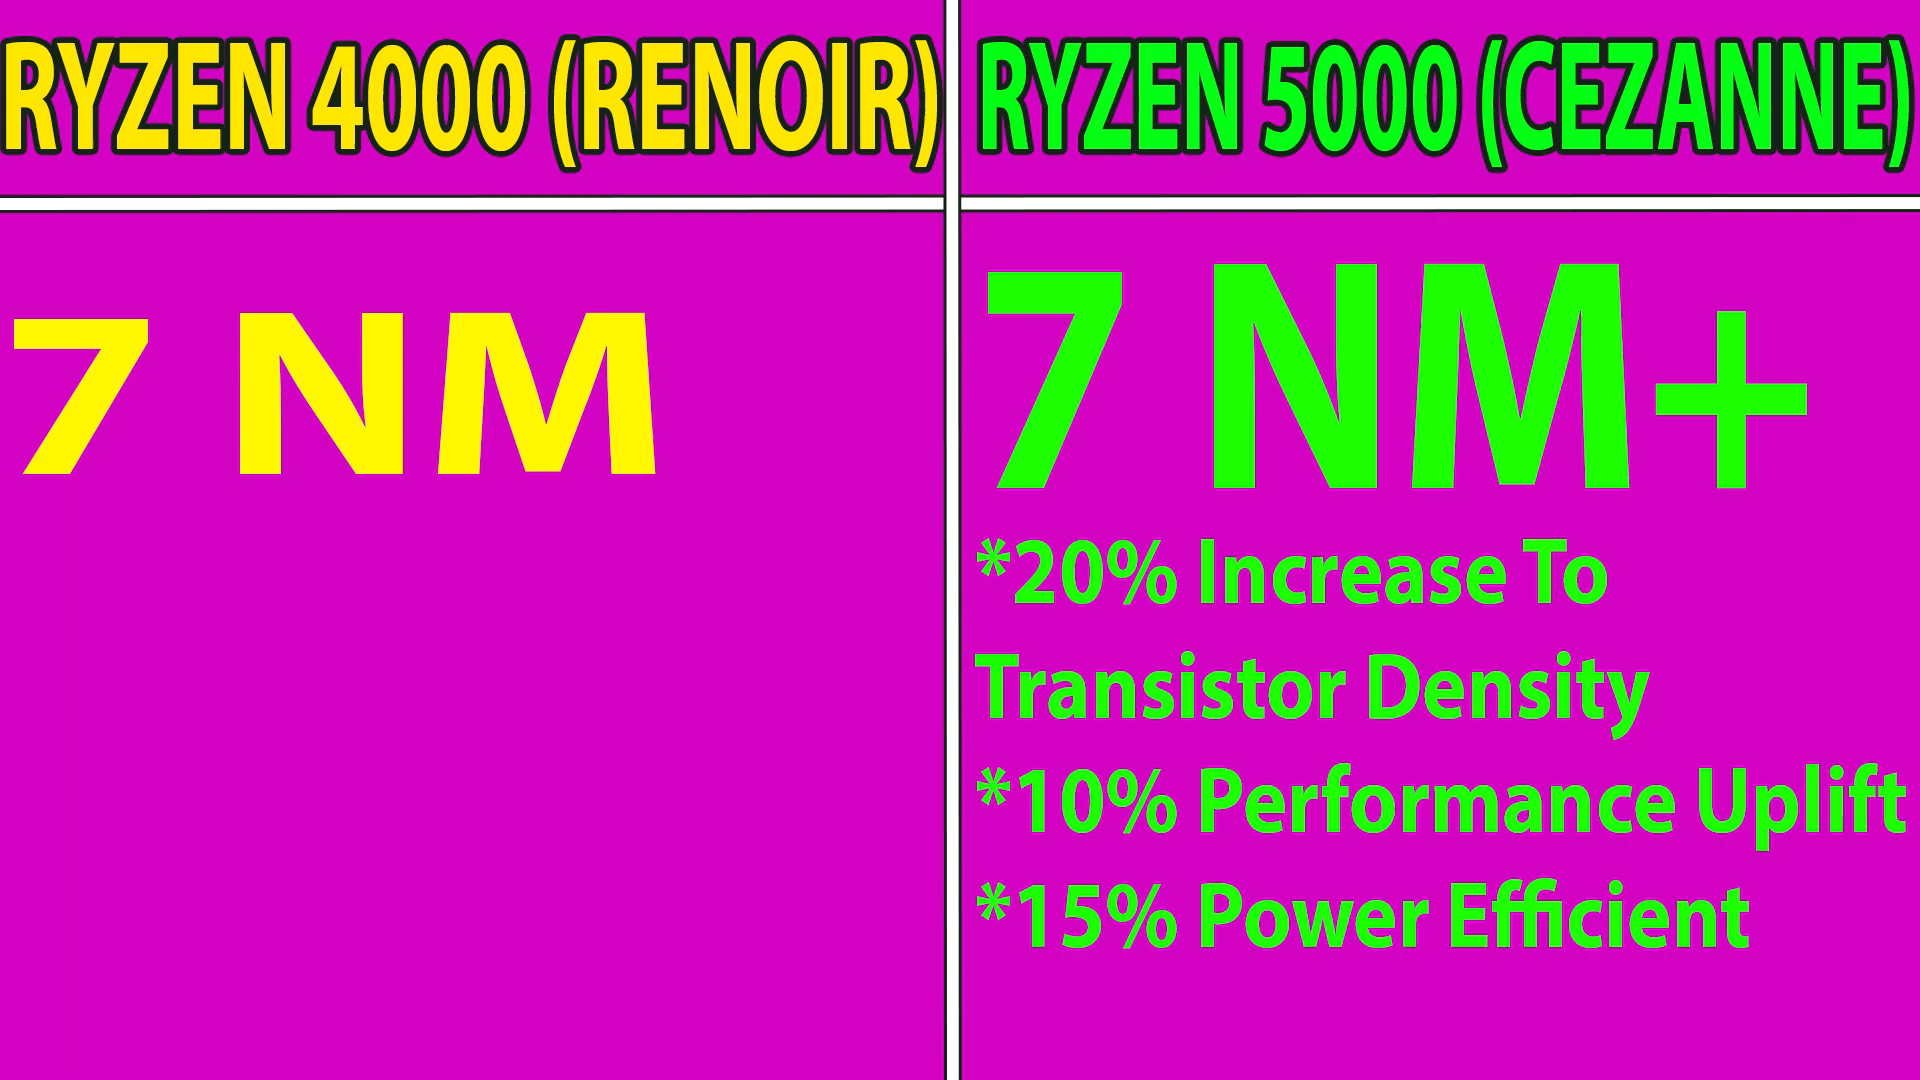 RYZEN 4000 (RENOIR)
7 NM
RYZEN 5000 (CEZANNE)
7 NM+
*20% Increase To
Transistor Density
*10% Performance Uplift
*15% Power Efficient